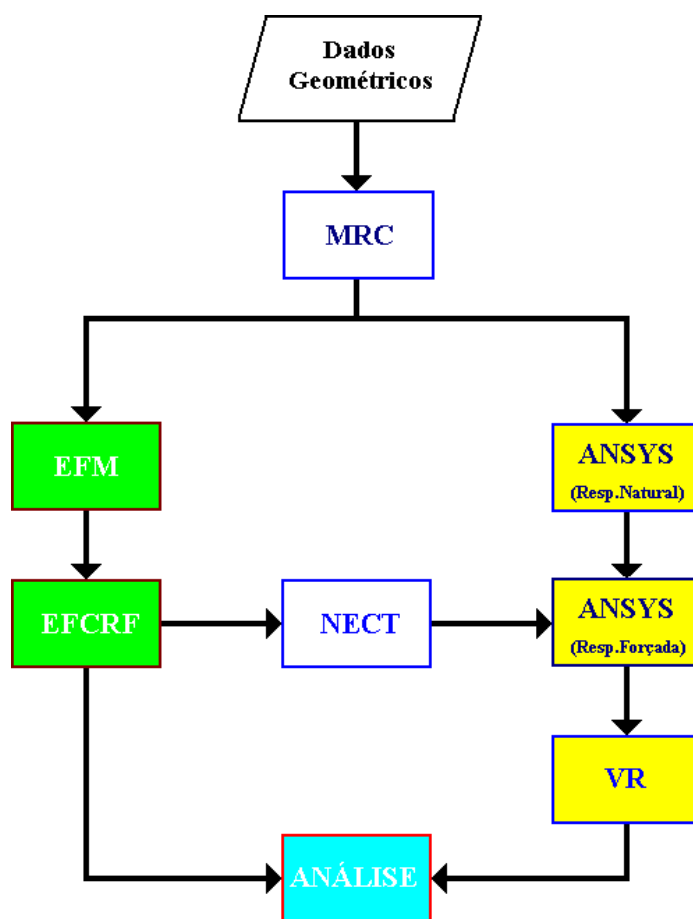 Dados
Geométricos
MRC
EFM
ANSYS
(Resp.Natural)
EFCRF
NECT
ANSYS
(Resp.Forçada)
VR
ANÁLISE